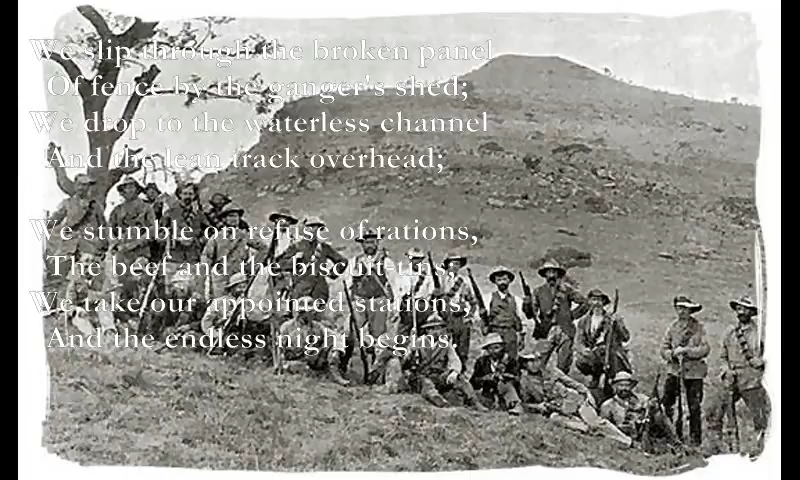 We slip through the broken panel
Of fence by the ganger's shed;
We drop to the waterless channel
And the lean track overhead;
We stumble on refuse of rations,
The beef and the biscuit-tins;
We take our appointed stations,
And the endless night begins.